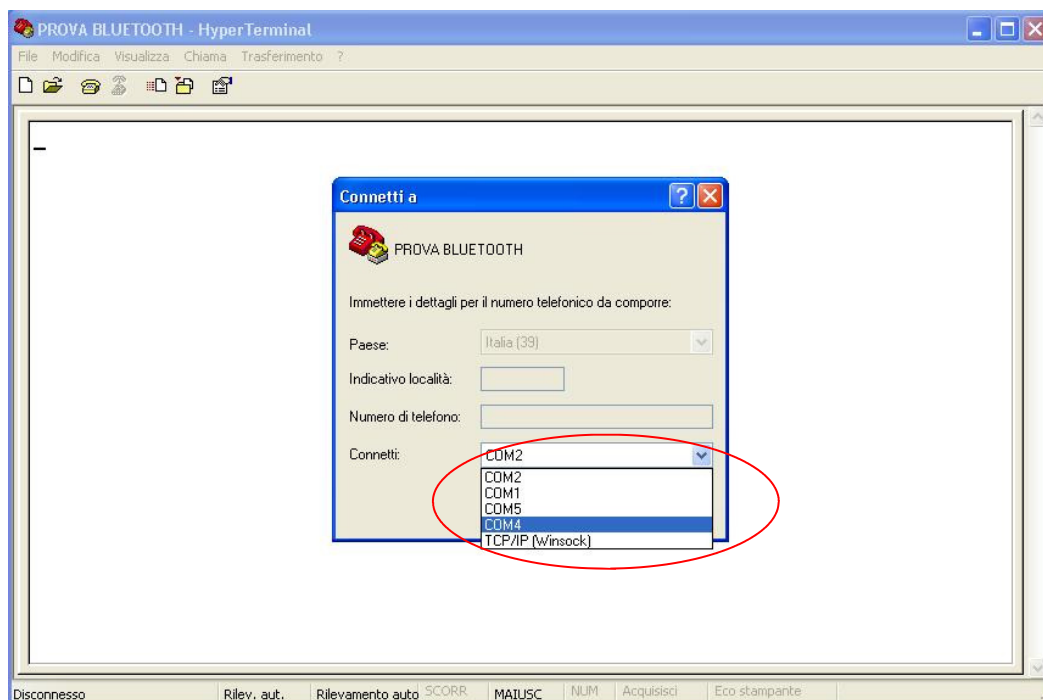 PROVA BLUETOOTH - HyperTerminal
File Modifica Visualizza Chiama Trasferimento ?
Connetti a
PROVA BLUETOOTH
Immettere i dettagli per il numero telefonico da comporre:
Paese: Italia (39)
Indicativo località:
Numero di telefono:
Connetti: COM2
COM2
COM1
COM5
COM4
TCP/IP (Winsock)
Disconnesso Rilev. aut. Rilevamento auto SCORR MAIUSC NUM Acquisisci Eco stampante